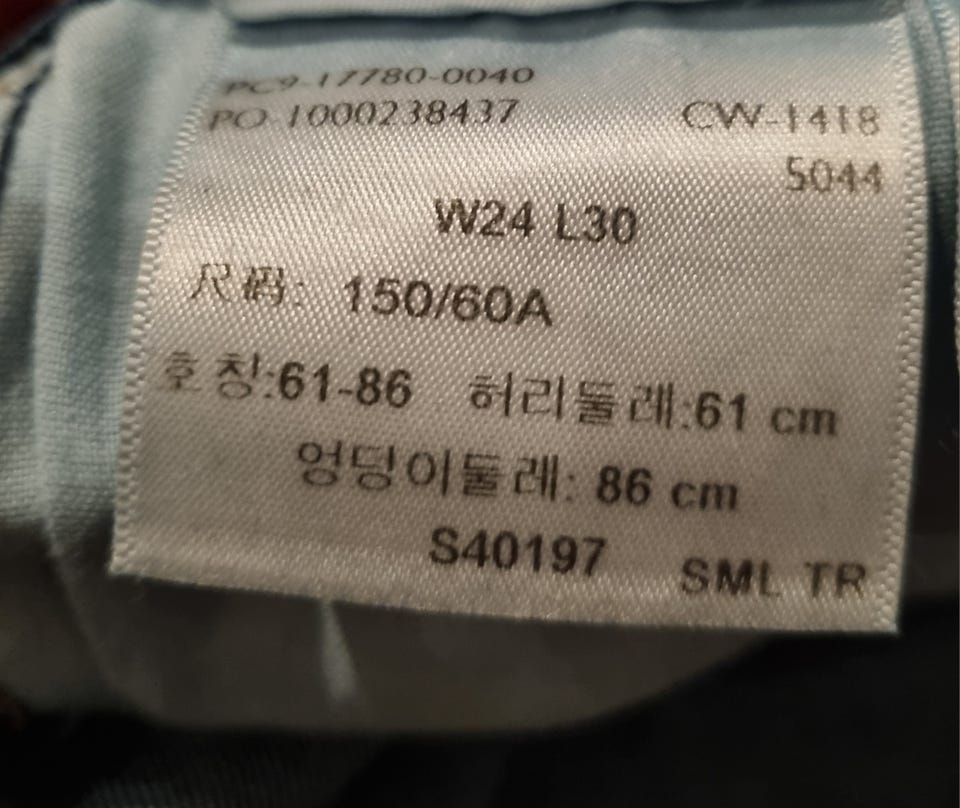 PC9-17780-0040
PO 1000238437 CW-1418
5044
W24 L30
尺码: 150/60A
호칭:61-86 허리둘레:61 cm
엉덩이둘레: 86 cm
S40197 SML TR